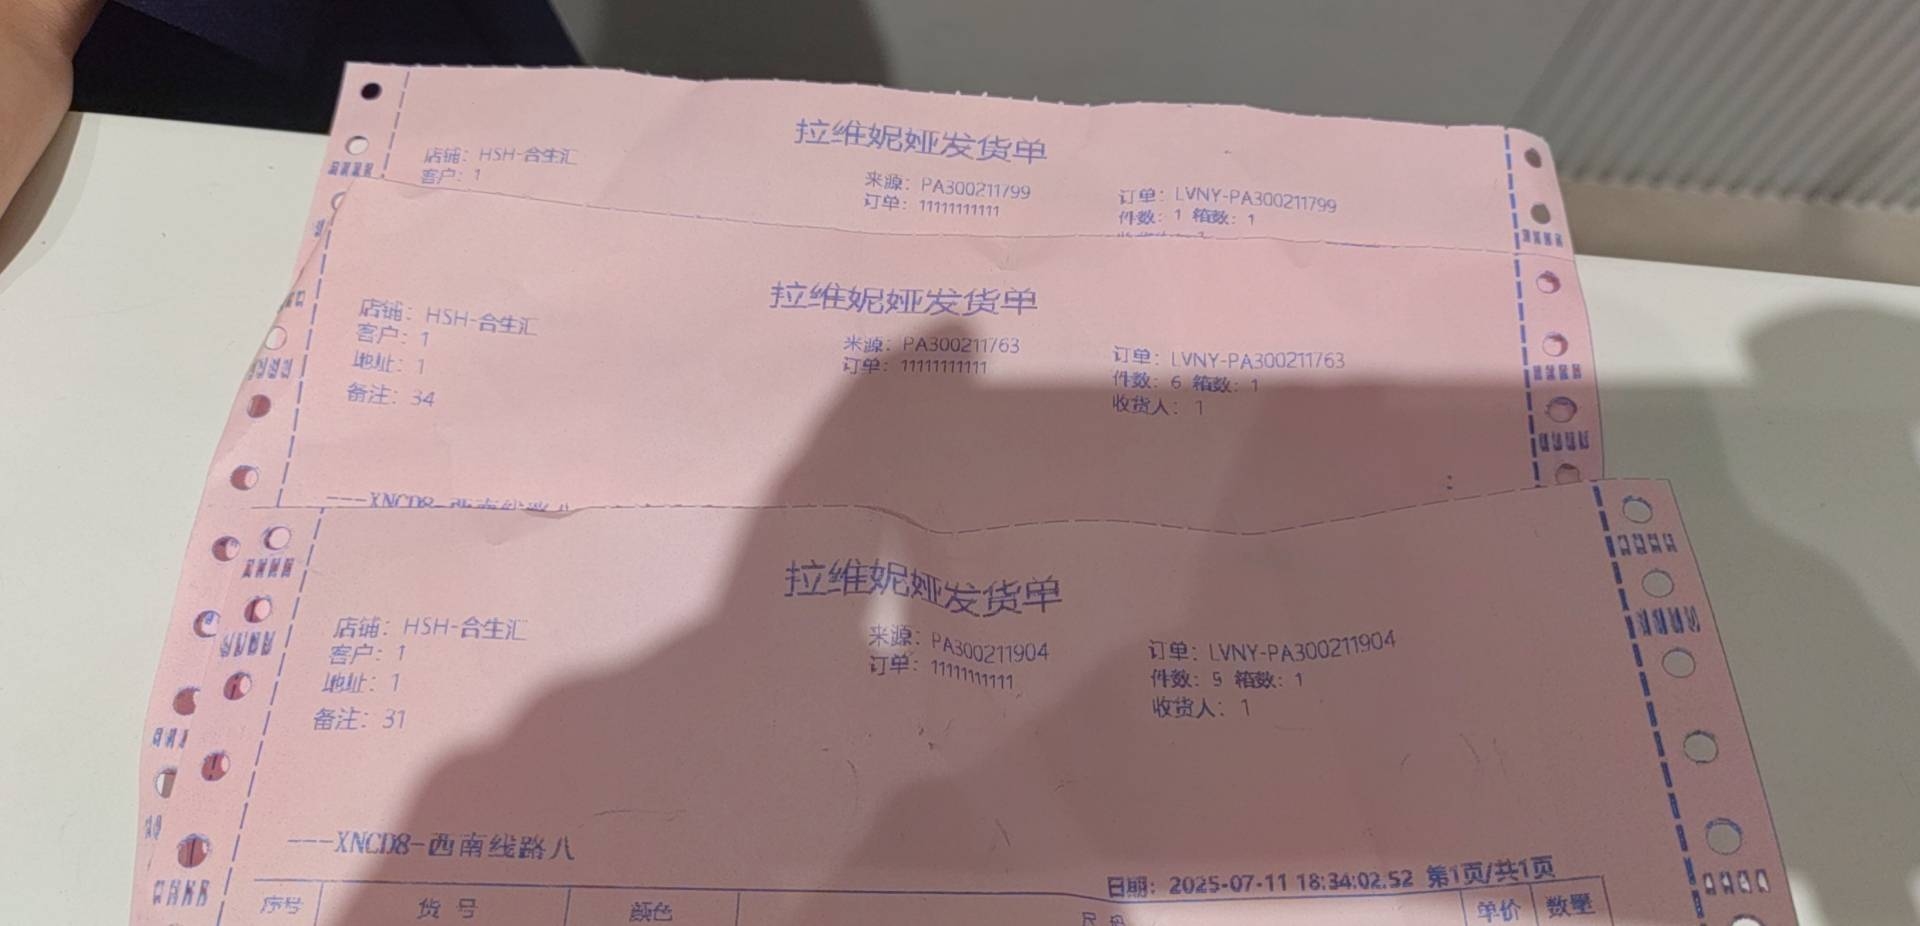 拉维妮娅发货单
店铺：HSH-合生汇
客户：1
来源：PA300211799
订单：11111111111
订单：LVNY-PA300211799
件数：1 箱数：1
拉维妮娅发货单
店铺：HSH-合生汇
客户：1
地址：1
备注：34
来源：PA300211763
订单：11111111111
订单：LVNY-PA300211763
件数：6 箱数：1
收货人：1
---XNCD8-西南线路八
拉维妮娅发货单
店铺：HSH-合生汇
客户：1
地址：1
备注：31
来源：PA300211904
订单：11111111111
订单：LVNY-PA300211904
件数：5 箱数：1
收货人：1
---XNCD8-西南线路八
日期：2025-07-11 18:34:02.52 第1页/共1页
序号 货号 颜色 单价 数量